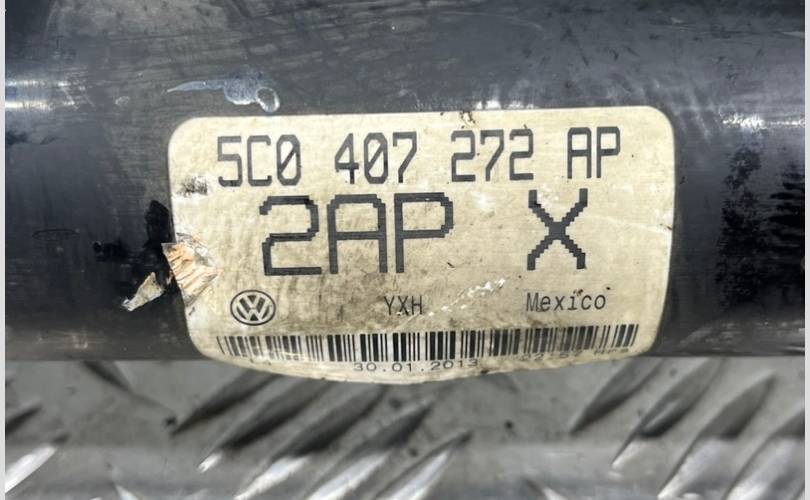 5C0 407 272 AP
2AP X
YXH Mexico
30.01.2013